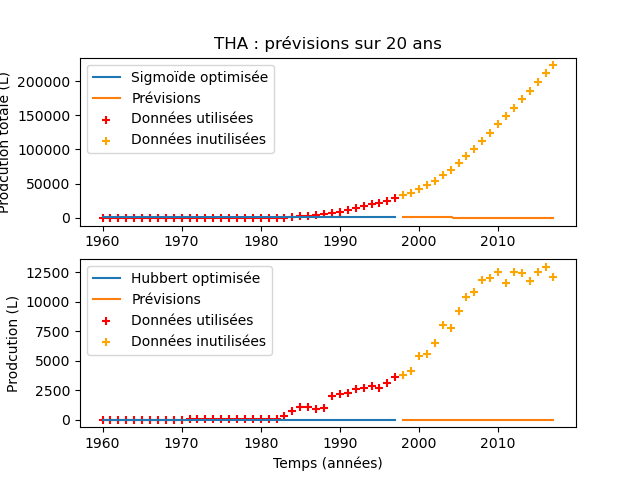 THA : prévisions sur 20 ans
Prodcution totale (L)
200000
150000
100000
50000
0
Sigmoïde optimisée
Prévisions
Données utilisées
Données inutilisées
1960 1970 1980 1990 2000 2010
Prodcution (L)
12500
10000
7500
5000
2500
0
Hubbert optimisée
Prévisions
Données utilisées
Données inutilisées
1960 1970 1980 1990 2000 2010
Temps (années)